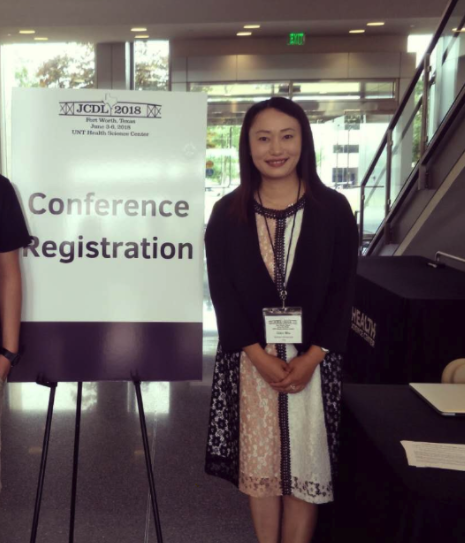 JCDL 2018
Fort Worth, Texas
June 3-6, 2018
UNT Health Science Center
Conference
Registration
EXIT
HEALTH